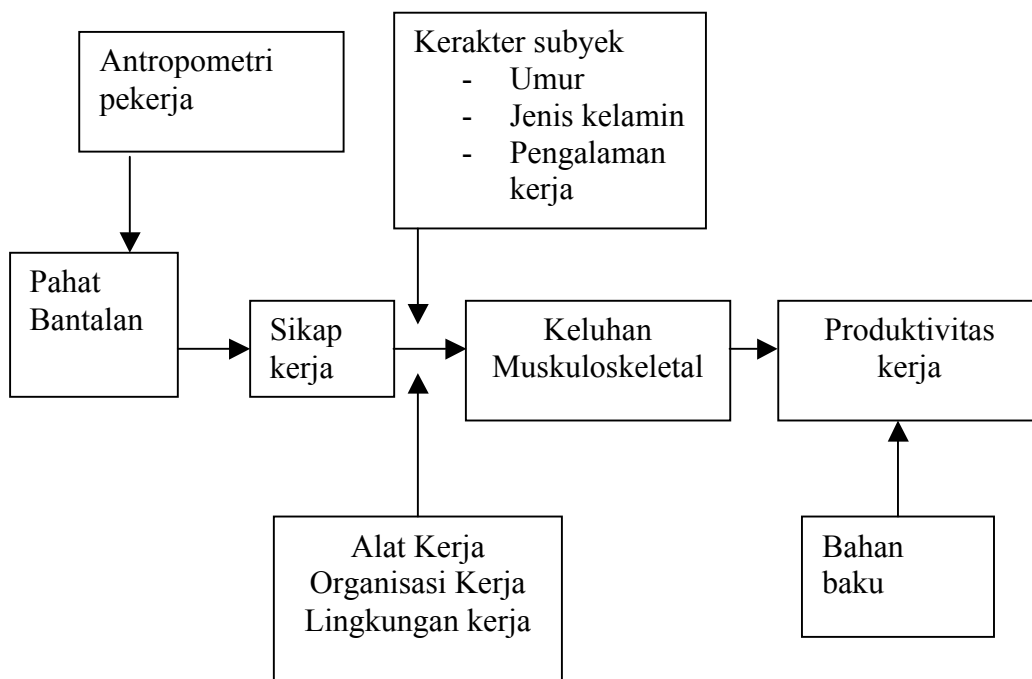 Antropometri
pekerja
Kerakter subyek
- Umur
- Jenis kelamin
- Pengalaman
kerja
Pahat
Bantalan
Sikap
kerja
Keluhan
Muskuloskeletal
Produktivitas
kerja
Alat Kerja
Organisasi Kerja
Lingkungan kerja
Bahan
baku